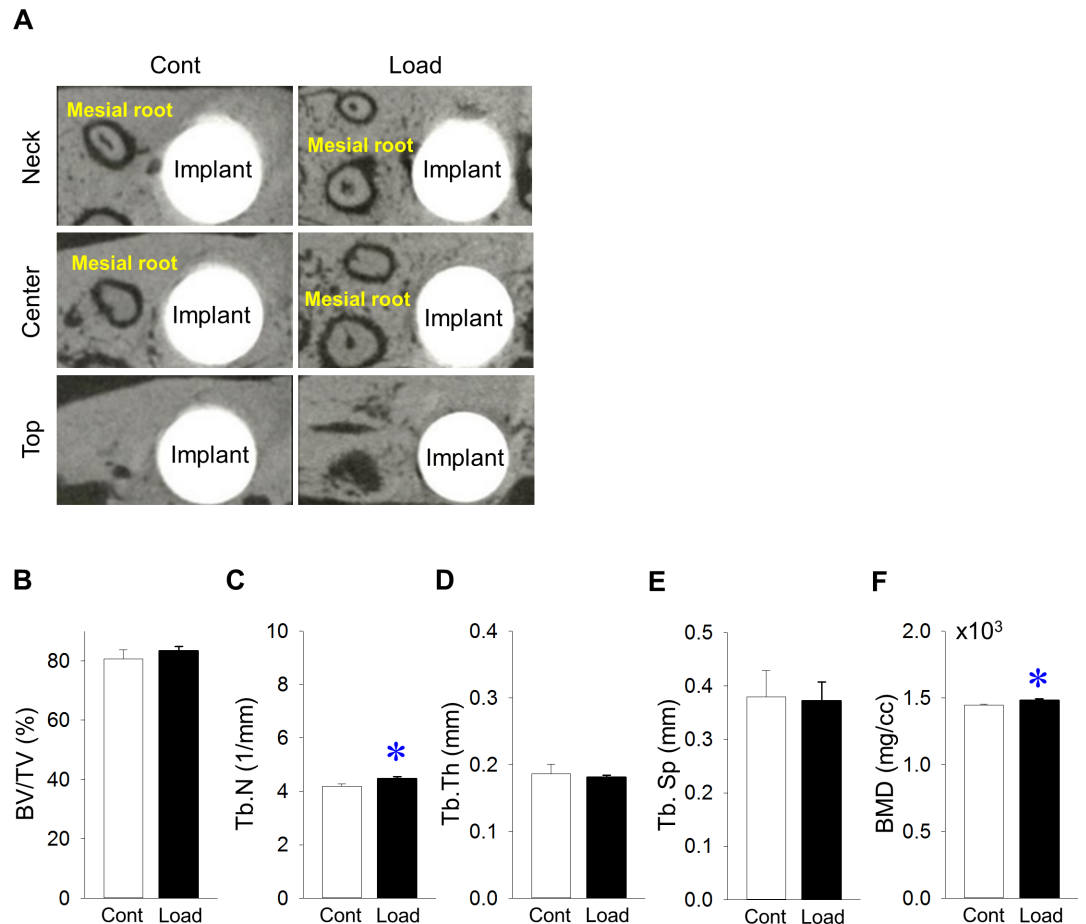 A
Cont Load
Neck
Mesial root
Implant
Mesial root
Implant
Center
Mesial root
Implant
Mesial root
Implant
Top
Implant
Implant
B
BV/TV (%)
80
60
40
20
0
Cont Load
C
Tb.N (1/mm)
10
8
6
4
2
0
*
Cont Load
D
Tb.Th (mm)
0.4
0.3
0.2
0.1
0.0
Cont Load
E
Tb. Sp (mm)
0.5
0.4
0.3
0.2
0.1
0.0
Cont Load
F
BMD (mg/cc)
x10³
2.0
1.5
1.0
0.5
0.0
*
Cont Load